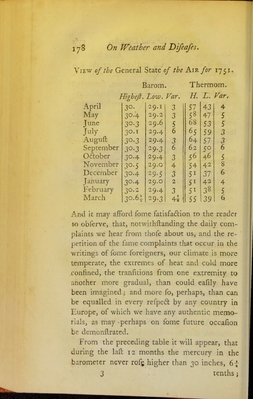 178 On Weather and Diſeaſes.
View of the General State of the Air for 1751.
Barom. Thermom.
Higheſt. Low. Var. H. L. Var.
April 30. 29.1 3 57 43 4
May 30.4 29.2 3 58 47 5
June 30.3 29.6 5 68 53 5
July 30.1 29.4 6 65 59 3
Auguſt 30.3 29.4 3 64 57 3
September 30.3 29.3 6 62 50 6
October 30.4 29.4 3 56 46 5
November 30.5 29.0 4 54 42 8
December 30.4 29.5 3 51 37 6
January 30.4 29.0 2 51 42 4
February 30.2 29.4 3 51 38 5
March 30.6½ 29.3 4½ 55 39 6
And it may afford ſome ſatisfaction to the reader
to obſerve, that, notwithſtanding the daily com-
plaints we hear from thoſe about us, and the re-
petition of the ſame complaints that occur in the
writings of ſome foreigners, our climate is more
temperate, the extremes of heat and cold more
confined, the tranſitions from one extremity to
another more gradual, than could eaſily have
been imagined; and more ſo, perhaps, than can
be equalled in every reſpect by any country in
Europe, of which we have any authentic memo-
rials, as may perhaps on ſome future occaſion
be demonſtrated.
From the preceding table it will appear, that
during the laſt 12 months the mercury in the
barometer never roſe higher than 30 inches, 6½
3 tenths;